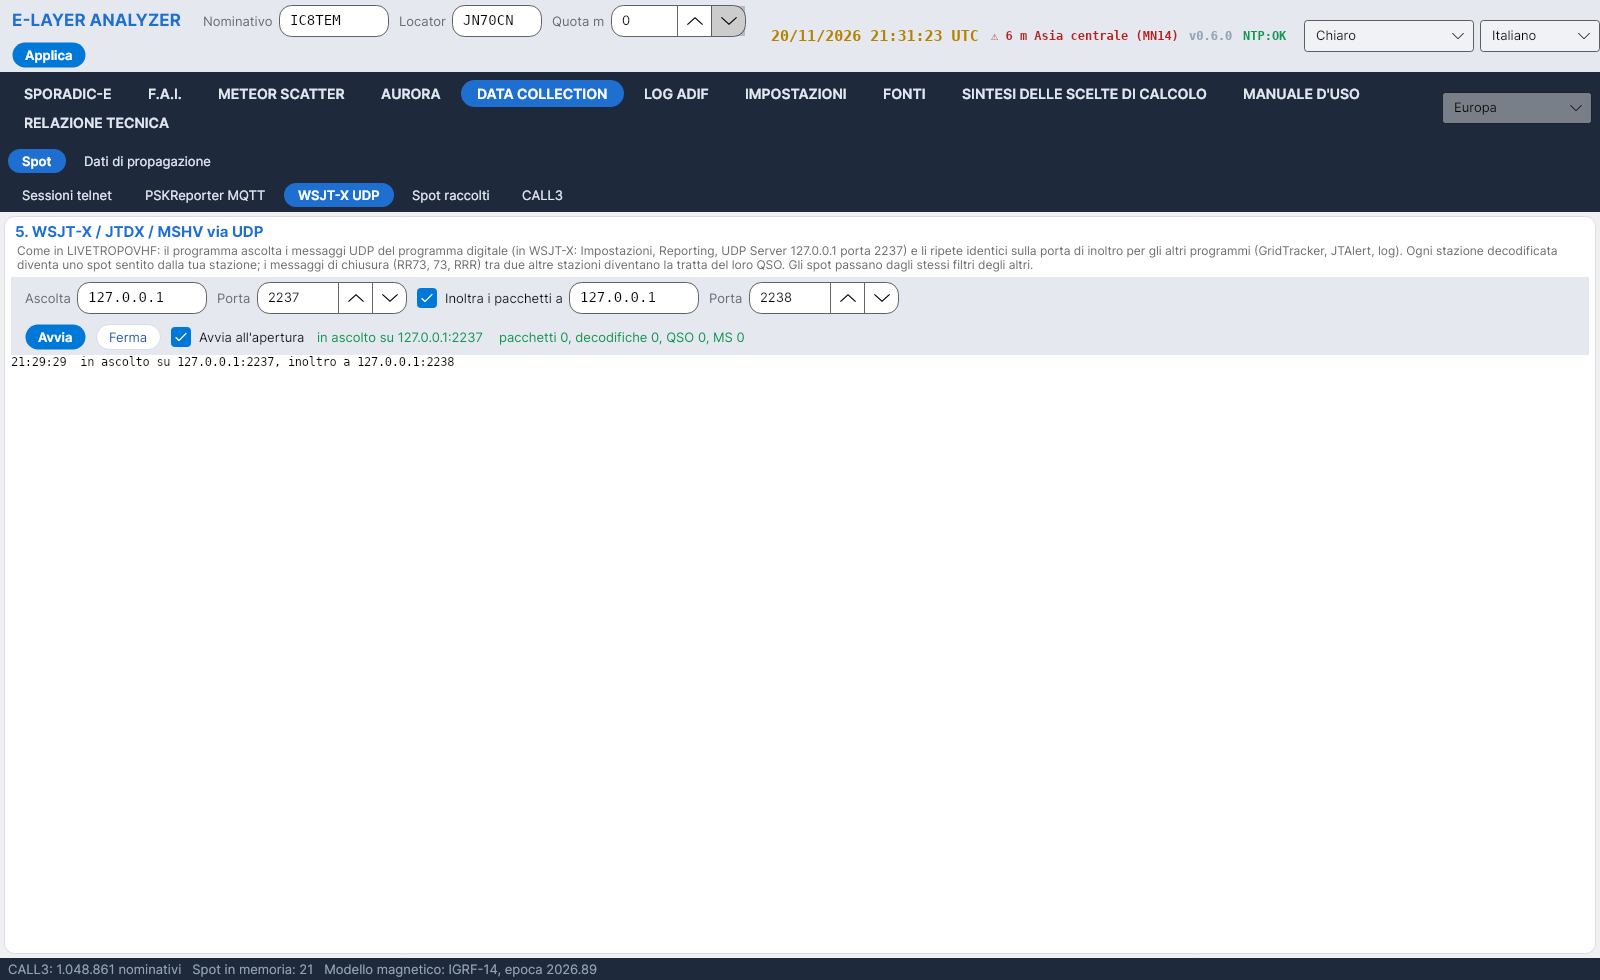 E-LAYER ANALYZER Nominativo IC8TEM Locator JN70CN Quota m 0
20/11/2026 21:31:23 UTC ⚠ 6 m Asia centrale (MN14) v0.6.0 NTP:OK Chiaro Italiano
Applica
SPORADIC-E F.A.I. METEOR SCATTER AURORA DATA COLLECTION LOG ADIF IMPOSTAZIONI FONTI SINTESI DELLE SCELTE DI CALCOLO MANUALE D'USO
Europa
RELAZIONE TECNICA
Spot Dati di propagazione
Sessioni telnet PSKReporter MQTT WSJT-X UDP Spot raccolti CALL3
5. WSJT-X / JTDX / MSHV via UDP
Come in LIVETROPOVHF: il programma ascolta i messaggi UDP del programma digitale (in WSJT-X: Impostazioni, Reporting, UDP Server 127.0.0.1 porta 2237) e li ripete identici sulla porta di inoltro per gli altri programmi (GridTracker, JTAlert, log). Ogni stazione decodificata
diventa uno spot sentito dalla tua stazione; i messaggi di chiusura (RR73, 73, RRR) tra due altre stazioni diventano la tratta del loro QSO. Gli spot passano dagli stessi filtri degli altri.
Ascolta 127.0.0.1 Porta 2237 Inoltra i pacchetti a 127.0.0.1 Porta 2238
Avvia Ferma Avvia all'apertura in ascolto su 127.0.0.1:2237 pacchetti 0, decodifiche 0, QSO 0, MS 0
21:29:29 in ascolto su 127.0.0.1:2237, inoltro a 127.0.0.1:2238
CALL3: 1.048.861 nominativi Spot in memoria: 21 Modello magnetico: IGRF-14, epoca 2026.89